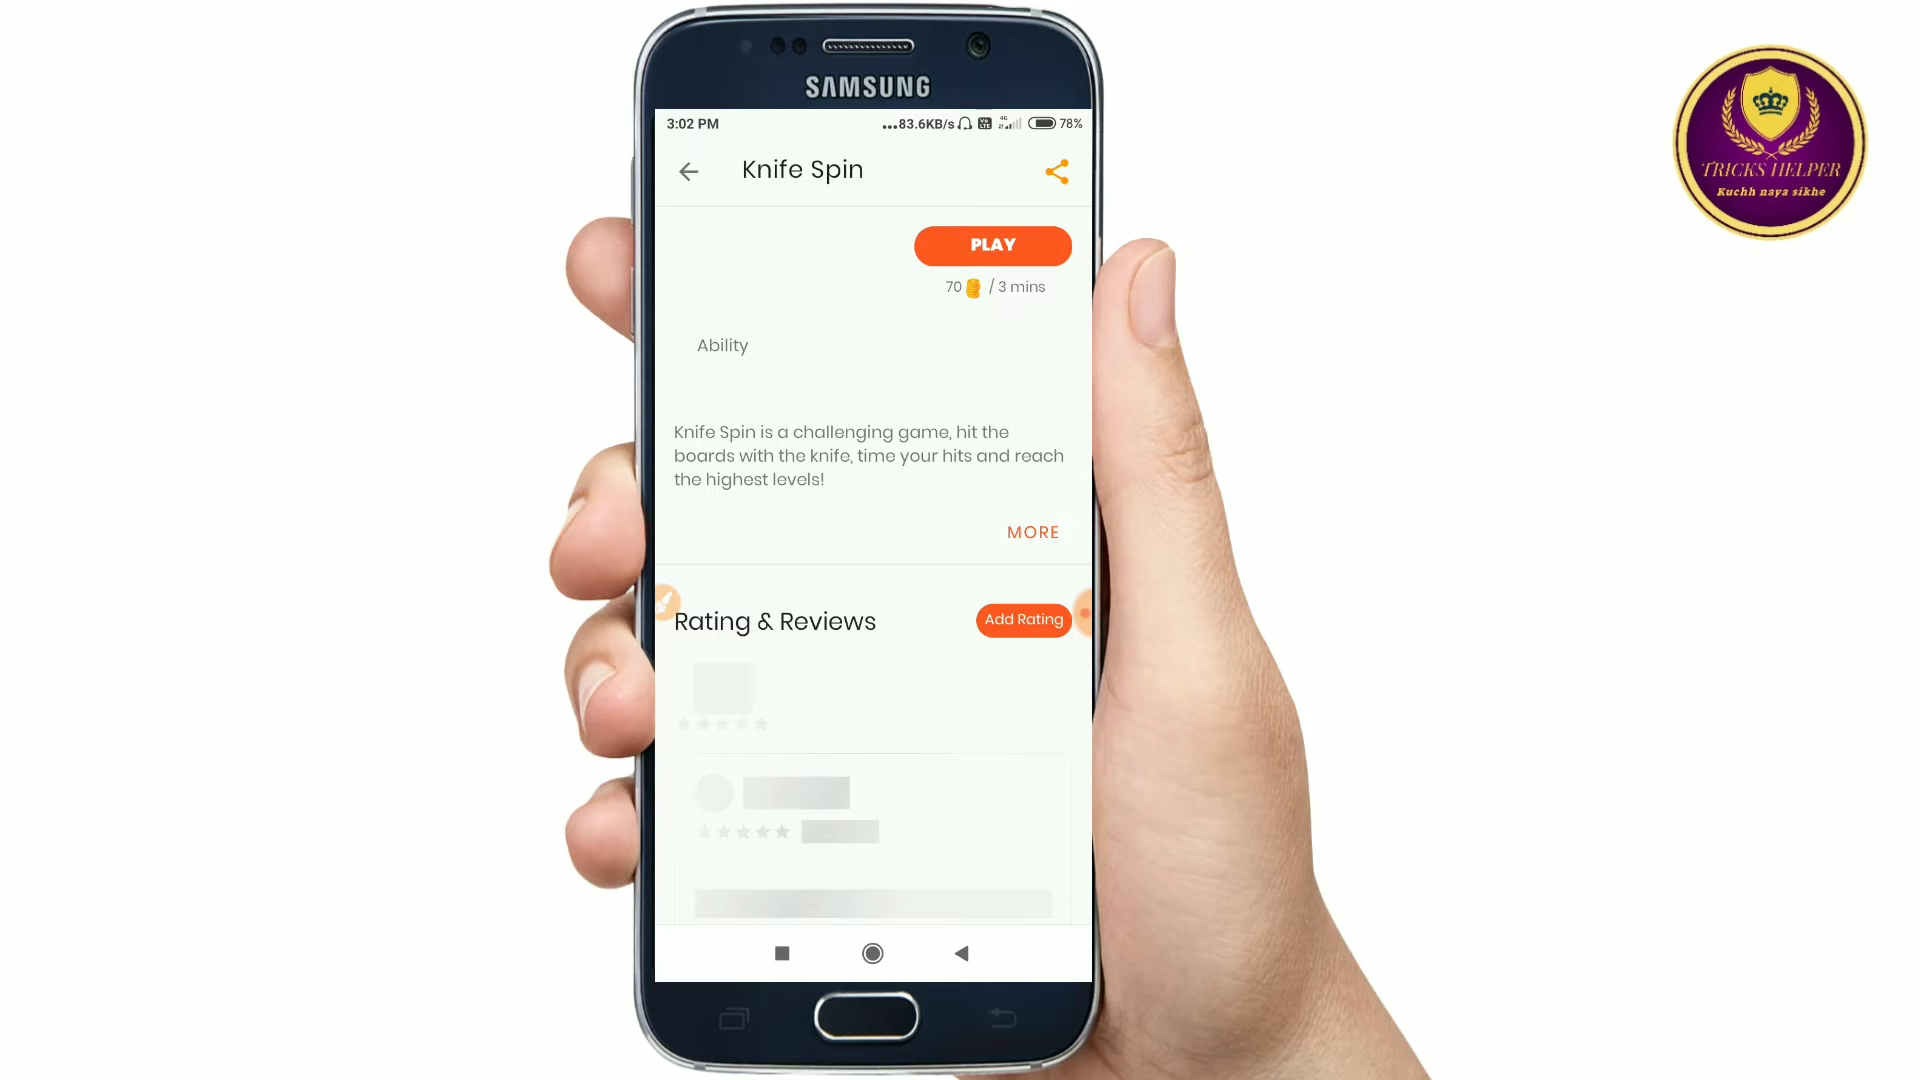 SAMSUNG
3:02 PM
...83.6KB/s 4G 78%
Knife Spin
PLAY
70 / 3 mins
Ability
Knife Spin is a challenging game, hit the
boards with the knife, time your hits and reach
the highest levels!
MORE
Rating & Reviews
Add Rating
TRICKS HELPER
Kuchh naya sikhe